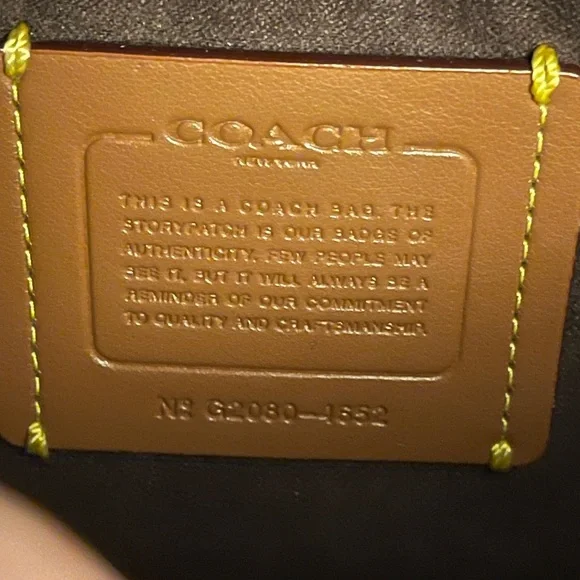 COACH
NEW YORK
THIS IS A COACH BAG. THE
STORYPATCH IS OUR BADGE OF
AUTHENTICITY. FEW PEOPLE MAY
SEE IT, BUT IT WILL ALWAYS BE A
REMINDER OF OUR COMMITMENT
TO QUALITY AND CRAFTSMANSHIP.
Nº G2080-4652